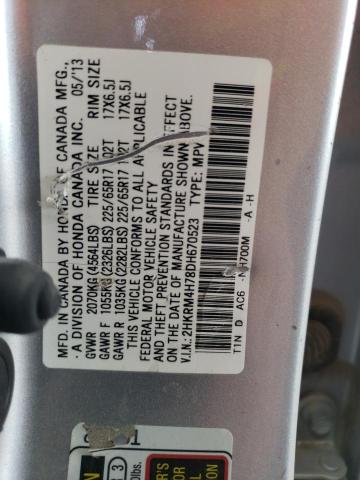 MFD. IN CANADA BY HONDA OF CANADA MFG.,
A DIVISION OF HONDA CANADA INC. 05/'13
GVWR 2070KG(4564LBS) TIRE SIZE RIM SIZE
GAWR F 1055KG(2326LBS) 225/65R17 102T 17X6.5J
GAWR R 1035KG(2282LBS) 225/65R17 102T 17X6.5J
THIS VEHICLE CONFORMS TO ALL APPLICABLE
FEDERAL MOTOR VEHICLE SAFETY
AND THEFT PREVENTION STANDARDS IN EFFECT
ON THE DATE OF MANUFACTURE SHOWN ABOVE.
V.I.N.: 2HKRM4H78DH670523 TYPE: MPV
T1N D AC6 NH700M -A -H